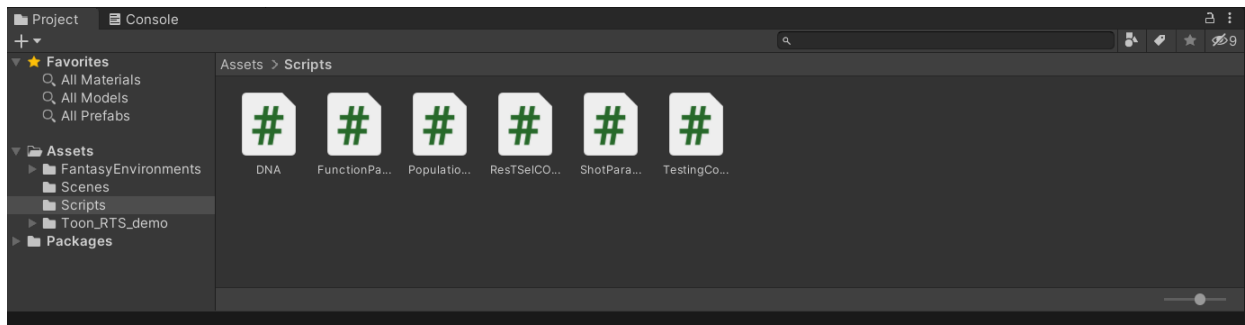 Project Console
9
Favorites
All Materials
All Models
All Prefabs
Assets
FantasyEnvironments
Scenes
Scripts
Toon_RTS_demo
Packages
Assets > Scripts
# # # # # #
DNA FunctionPa... Populatio... ResTSelCO... ShotPara... TestingCo...